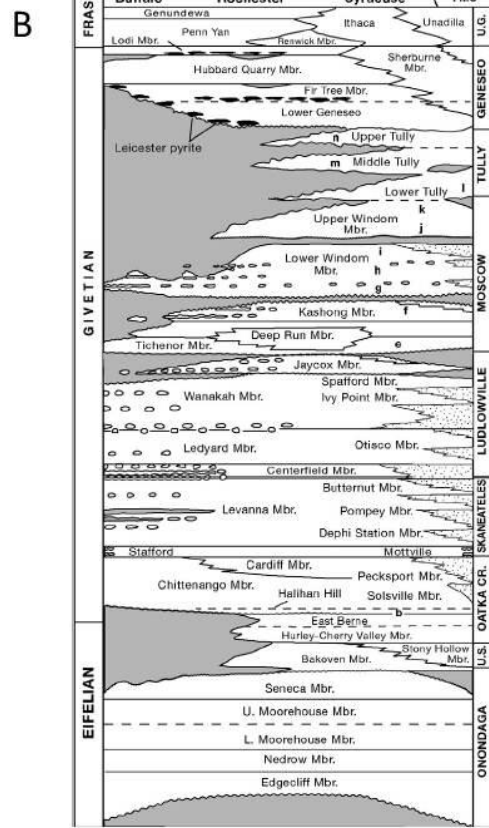 B
Buffalo Rochester Syracuse
FRAS
Genundewa
Penn Yan
Ithaca
Unadilla
U.G.
Lodi Mbr.
Renwick Mbr.
Sherburne
Mbr.
Hubbard Quarry Mbr.
Fir Tree Mbr.
Lower Geneseo
GENESEO
Leicester pyrite
n Upper Tully
m Middle Tully
Lower Tully l
TULLY
k
Upper Windom
Mbr. j
Lower Windom
Mbr.
i
h
g
MOSCOW
GIVETIAN
Kashong Mbr. f
Deep Run Mbr.
Tichenor Mbr. e
Jaycox Mbr.
Spafford Mbr.
Wanakah Mbr. Ivy Point Mbr.
LUDLOWVILLE
Ledyard Mbr. Otisco Mbr.
Centerfield Mbr.
Butternut Mbr.
Levanna Mbr. Pompey Mbr.
Dephi Station Mbr.
SKANEATELES
Stafford Mottville
Cardiff Mbr.
Pecksport Mbr.
Chittenango Mbr.
Halihan Hill Solsville Mbr.
OATKA CR.
b
East Berne
Hurley-Cherry Valley Mbr.
Stony Hollow
Mbr.
Bakoven Mbr.
U.S.
EIFELIAN
Seneca Mbr.
U. Moorehouse Mbr.
L. Moorehouse Mbr.
Nedrow Mbr.
Edgecliff Mbr.
ONONDAGA